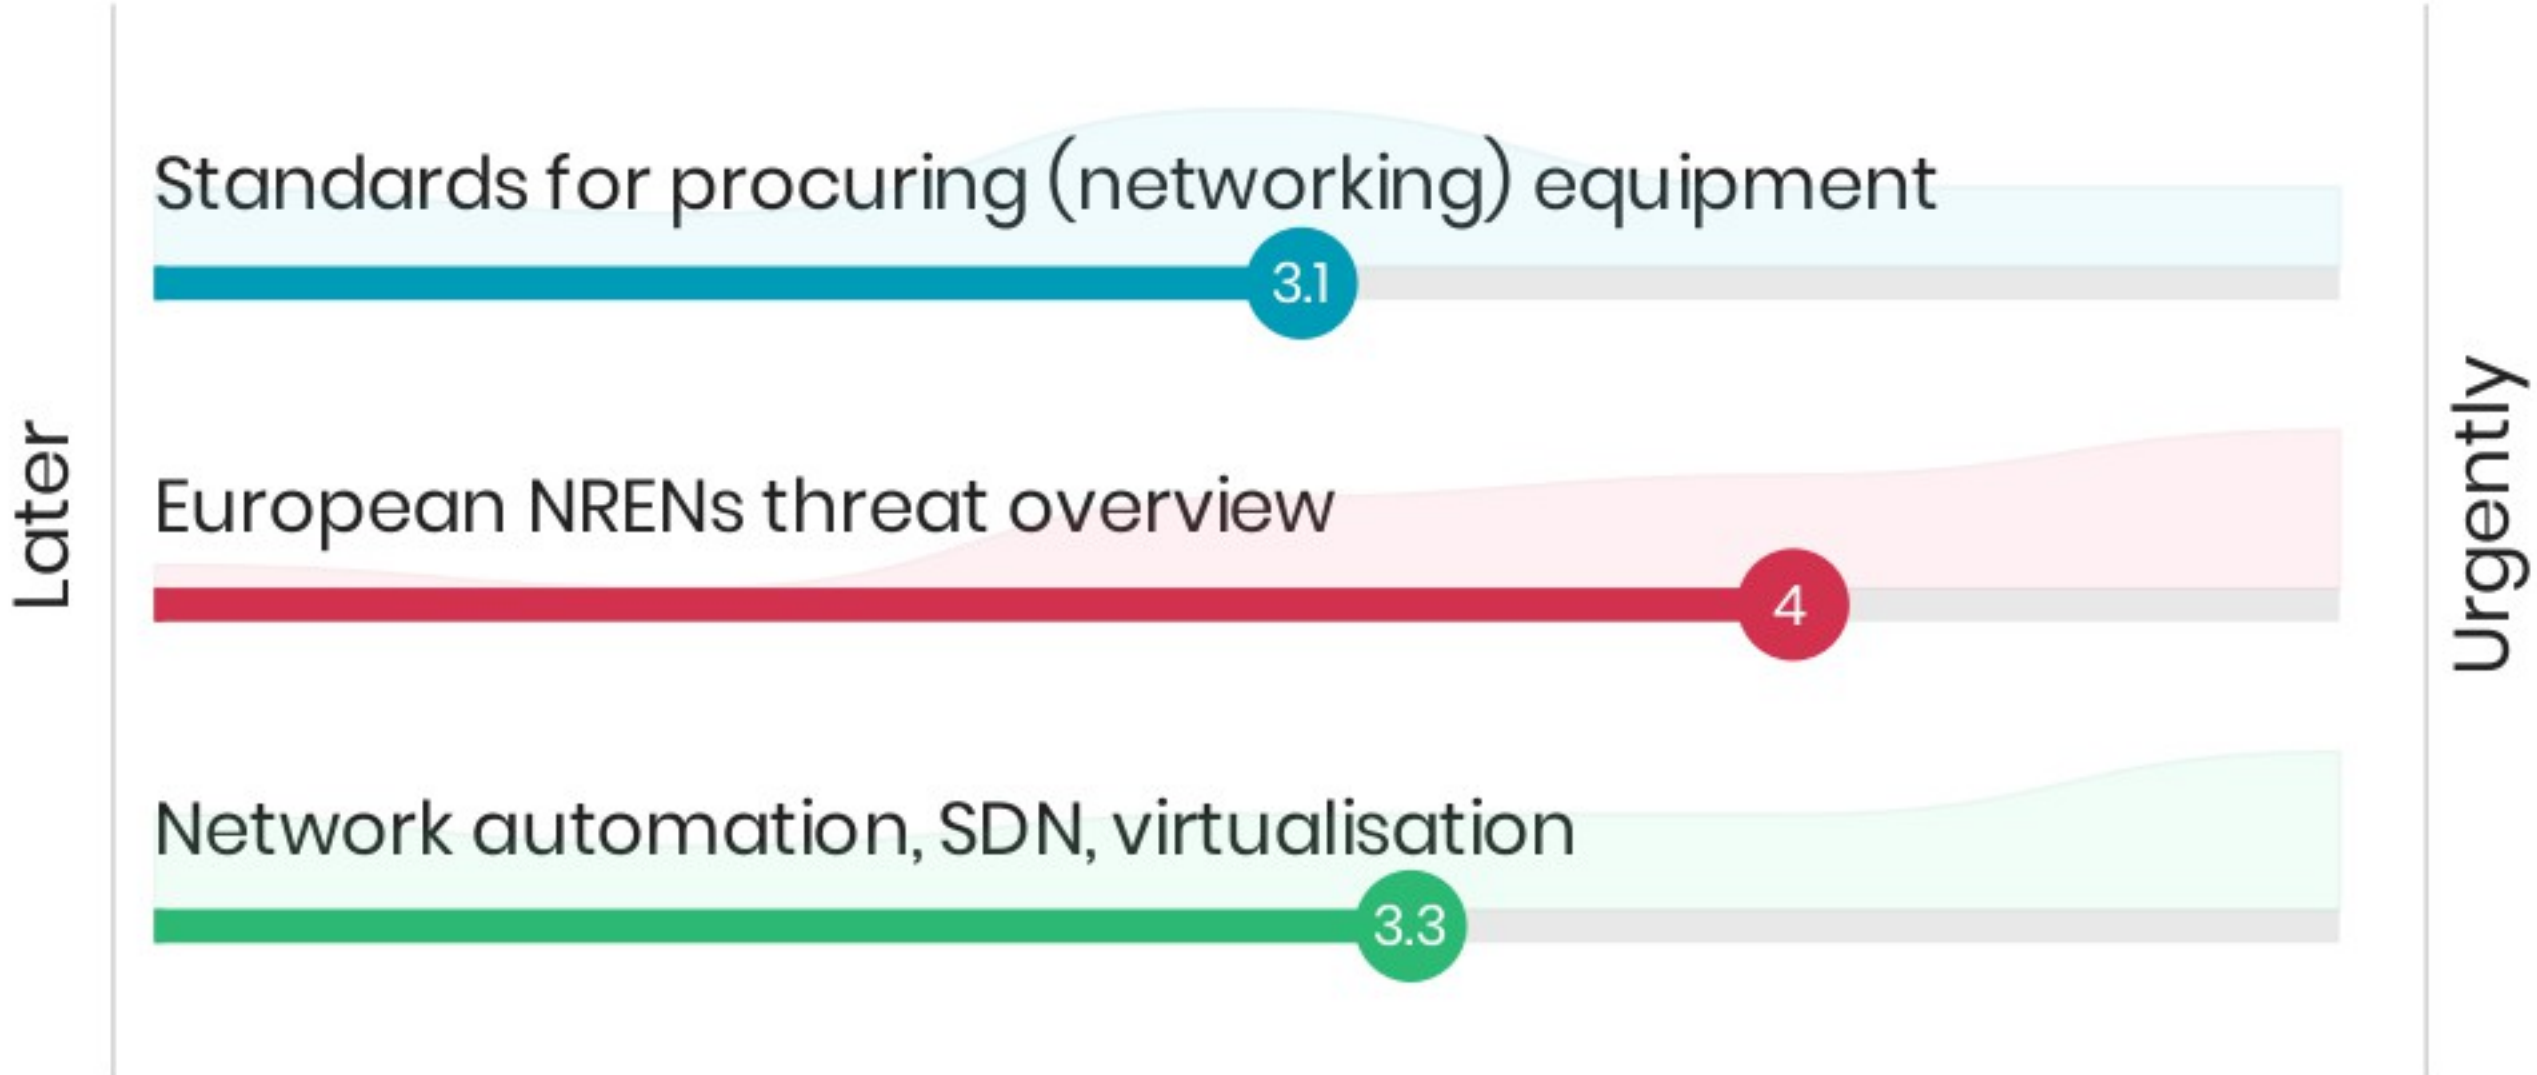 Standards for procuring (networking) equipment
3.1
Later
European NRENs threat overview
4
Urgently
Network automation, SDN, virtualisation
3.3